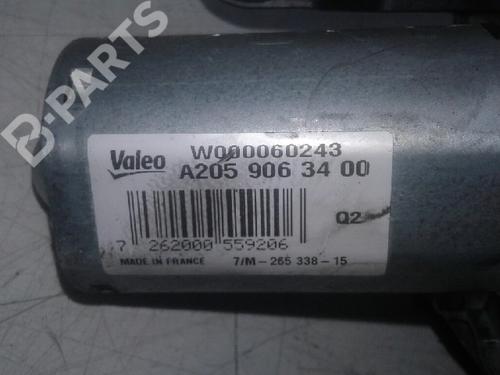 B-PARTS
Valeo
W000060243
A205 906 34 00
Q2
7 262000 559206
MADE IN FRANCE 7/M-265 338-15